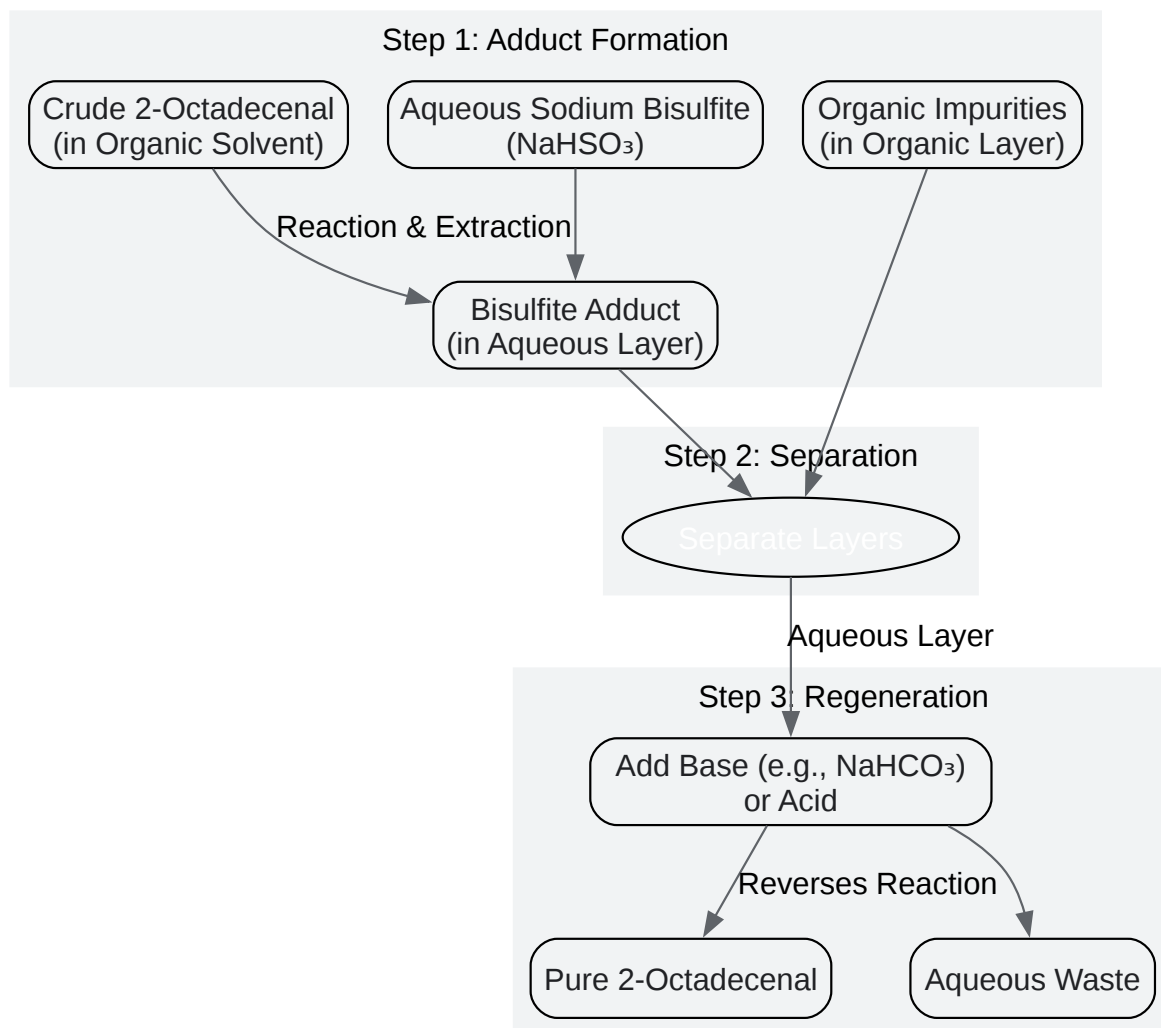 Step 1: Adduct Formation
Crude 2-Octadecenal
(in Organic Solvent)
Aqueous Sodium Bisulfite
(NaHSO₃)
Organic Impurities
(in Organic Layer)
Reaction & Extraction
Bisulfite Adduct
(in Aqueous Layer)
Step 2: Separation
Separate Layers
Aqueous Layer
Step 3: Regeneration
Add Base (e.g., NaHCO₃)
or Acid
Reverses Reaction
Pure 2-Octadecenal
Aqueous Waste